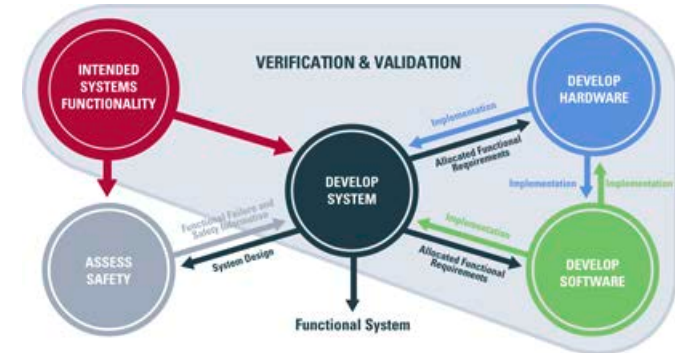 INTENDED
SYSTEMS
FUNCTIONALITY
VERIFICATION & VALIDATION
DEVELOP
HARDWARE
Implementation
Allocated Functional
Requirements
DEVELOP
SYSTEM
Implementation
Implementation
Functional Failure and
Safety Information
System Design
ASSESS
SAFETY
Implementation
Allocated Functional
Requirements
DEVELOP
SOFTWARE
Functional System